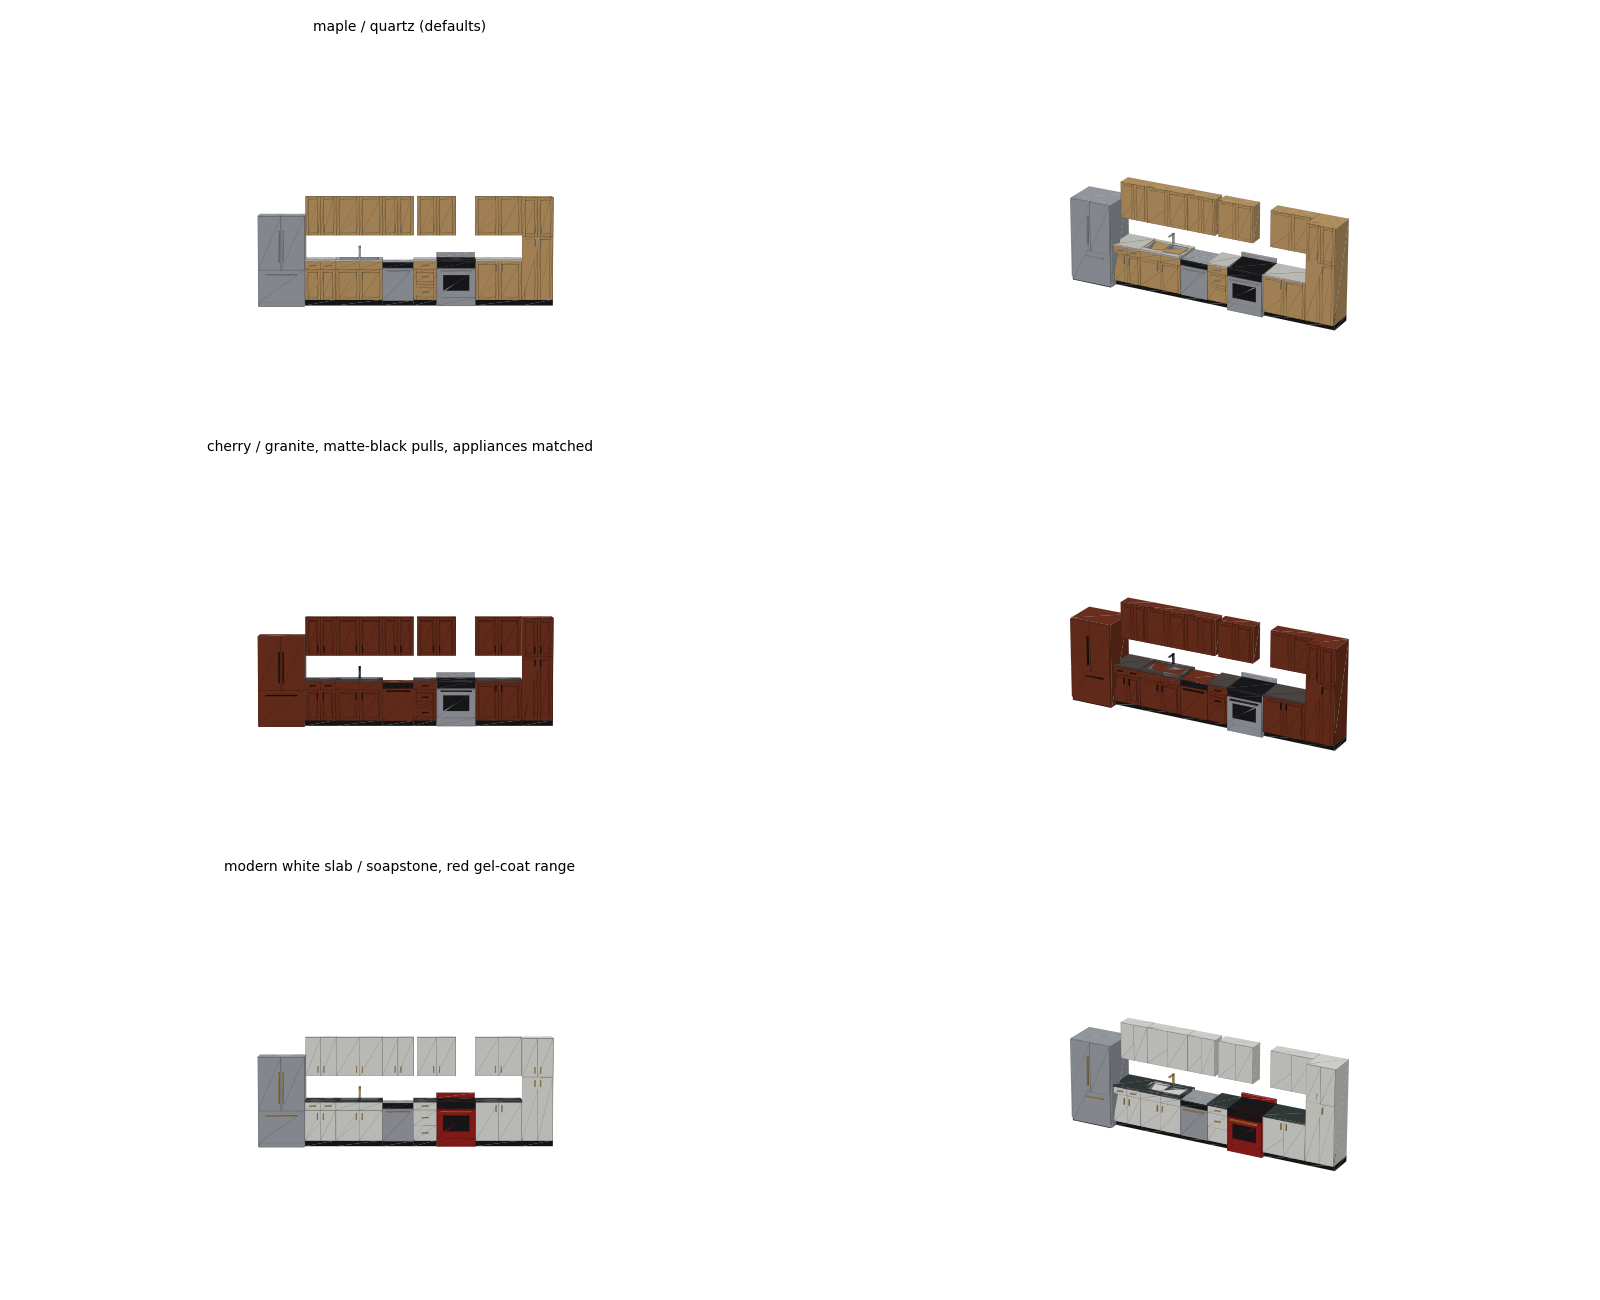 maple / quartz (defaults)
cherry / granite, matte-black pulls, appliances matched
modern white slab / soapstone, red gel-coat range